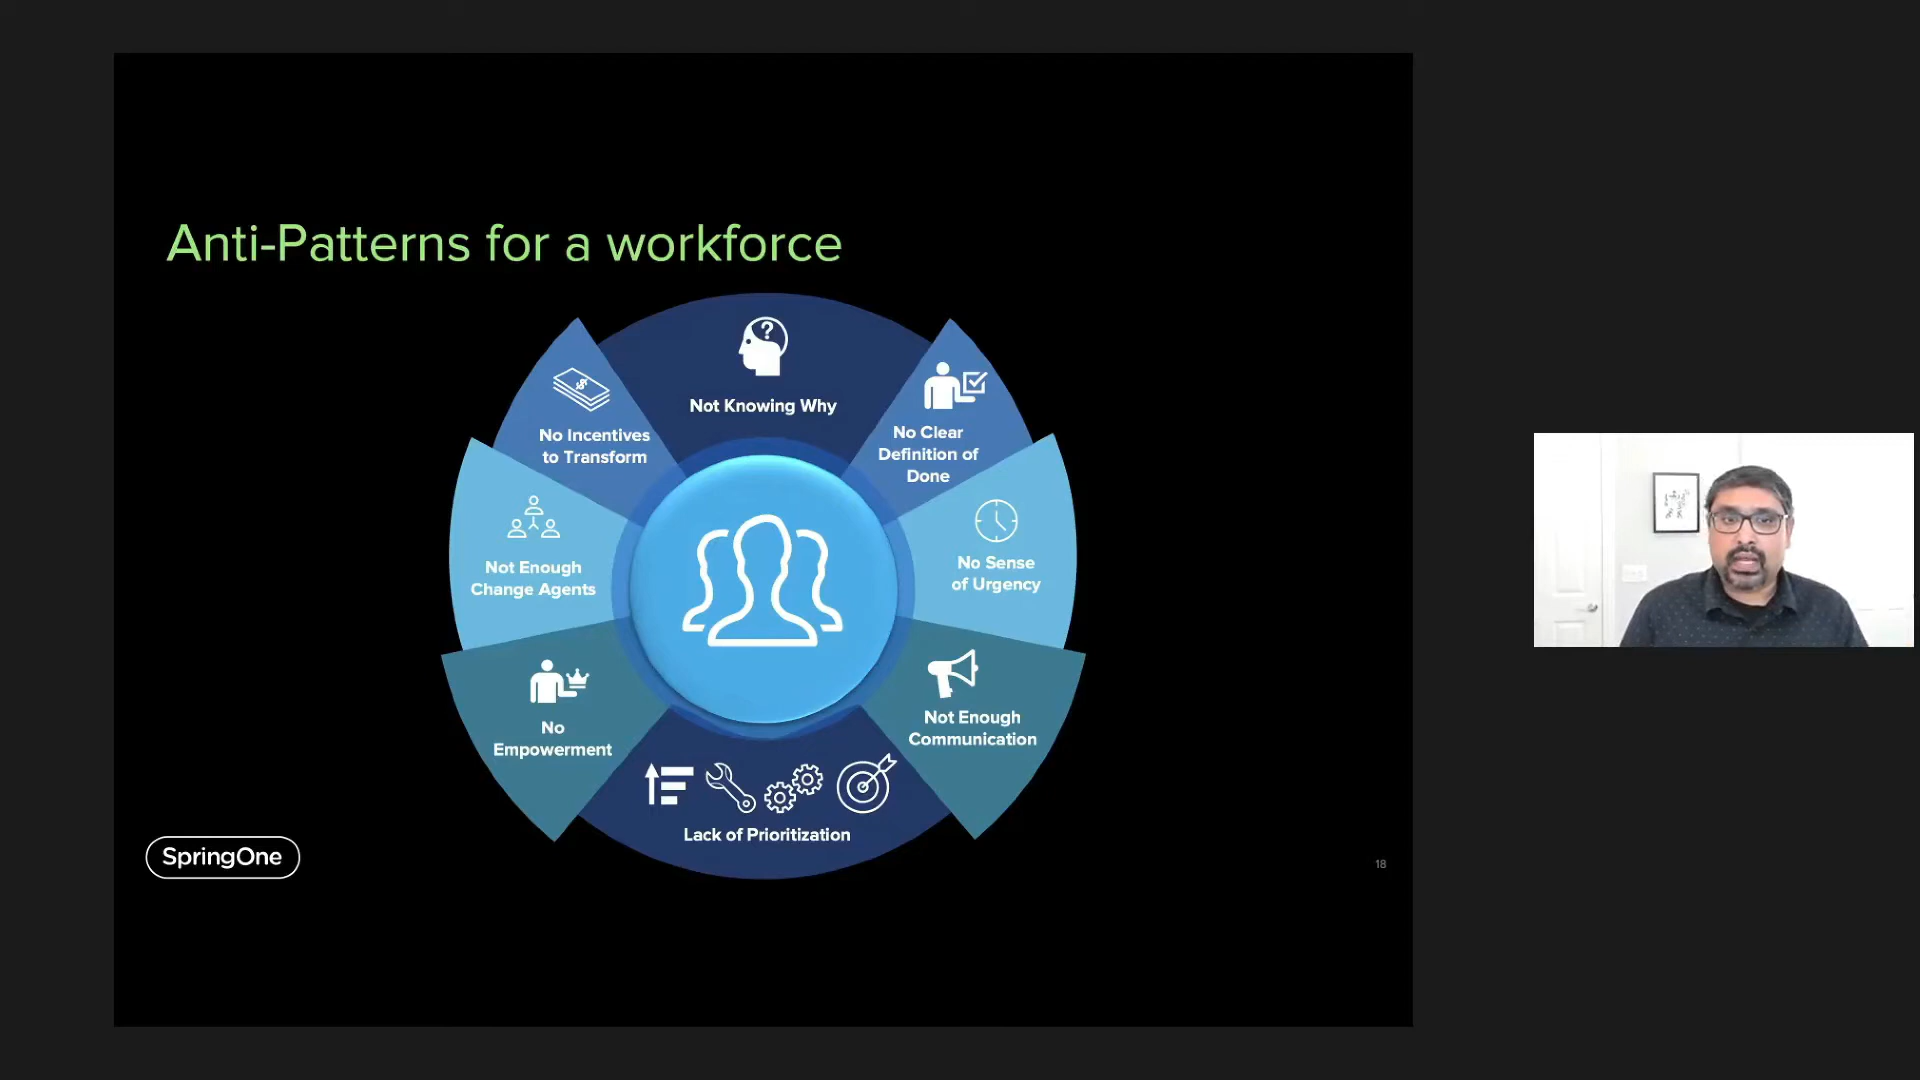 Anti-Patterns for a workforce
Not Knowing Why
No Incentives
to Transform
No Clear
Definition of
Done
Not Enough
Change Agents
No Sense
of Urgency
No
Empowerment
Not Enough
Communication
Lack of Prioritization
SpringOne
18